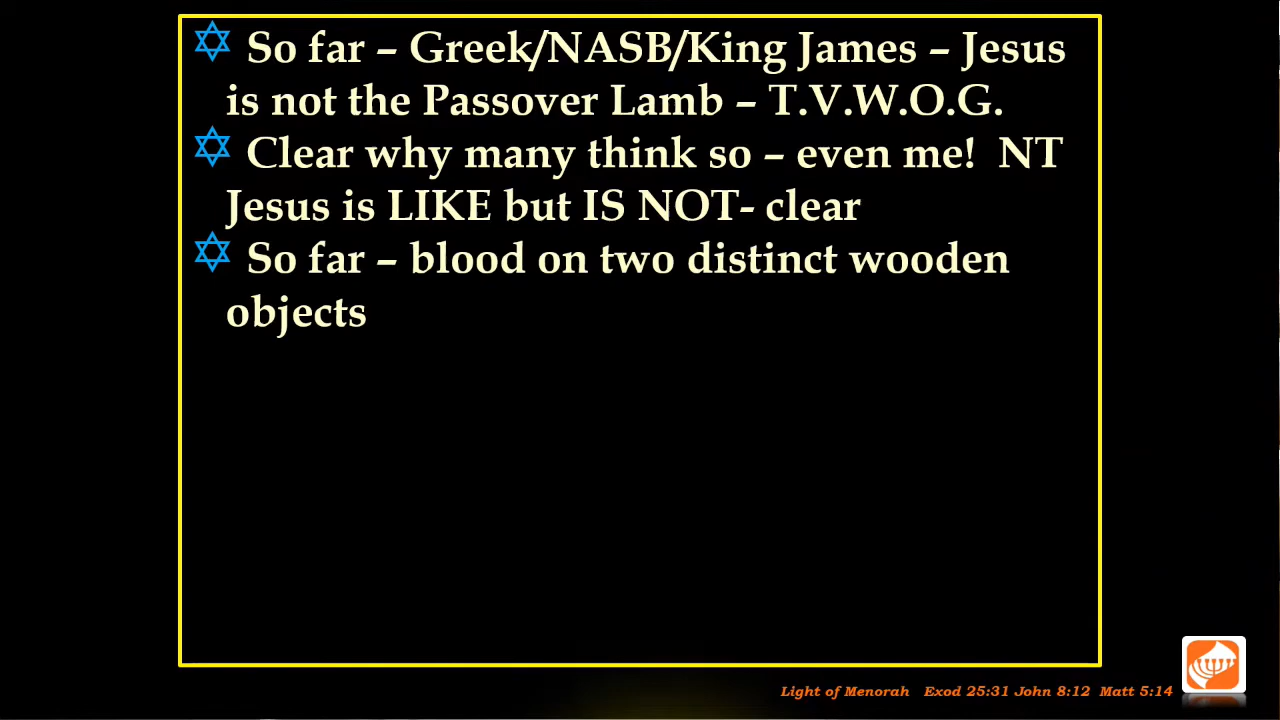 So far – Greek/NASB/King James – Jesus
is not the Passover Lamb – T.V.W.O.G.
Clear why many think so – even me! NT
Jesus is LIKE but IS NOT- clear
So far – blood on two distinct wooden
objects
Light of Menorah Exod 25:31 John 8:12 Matt 5:14